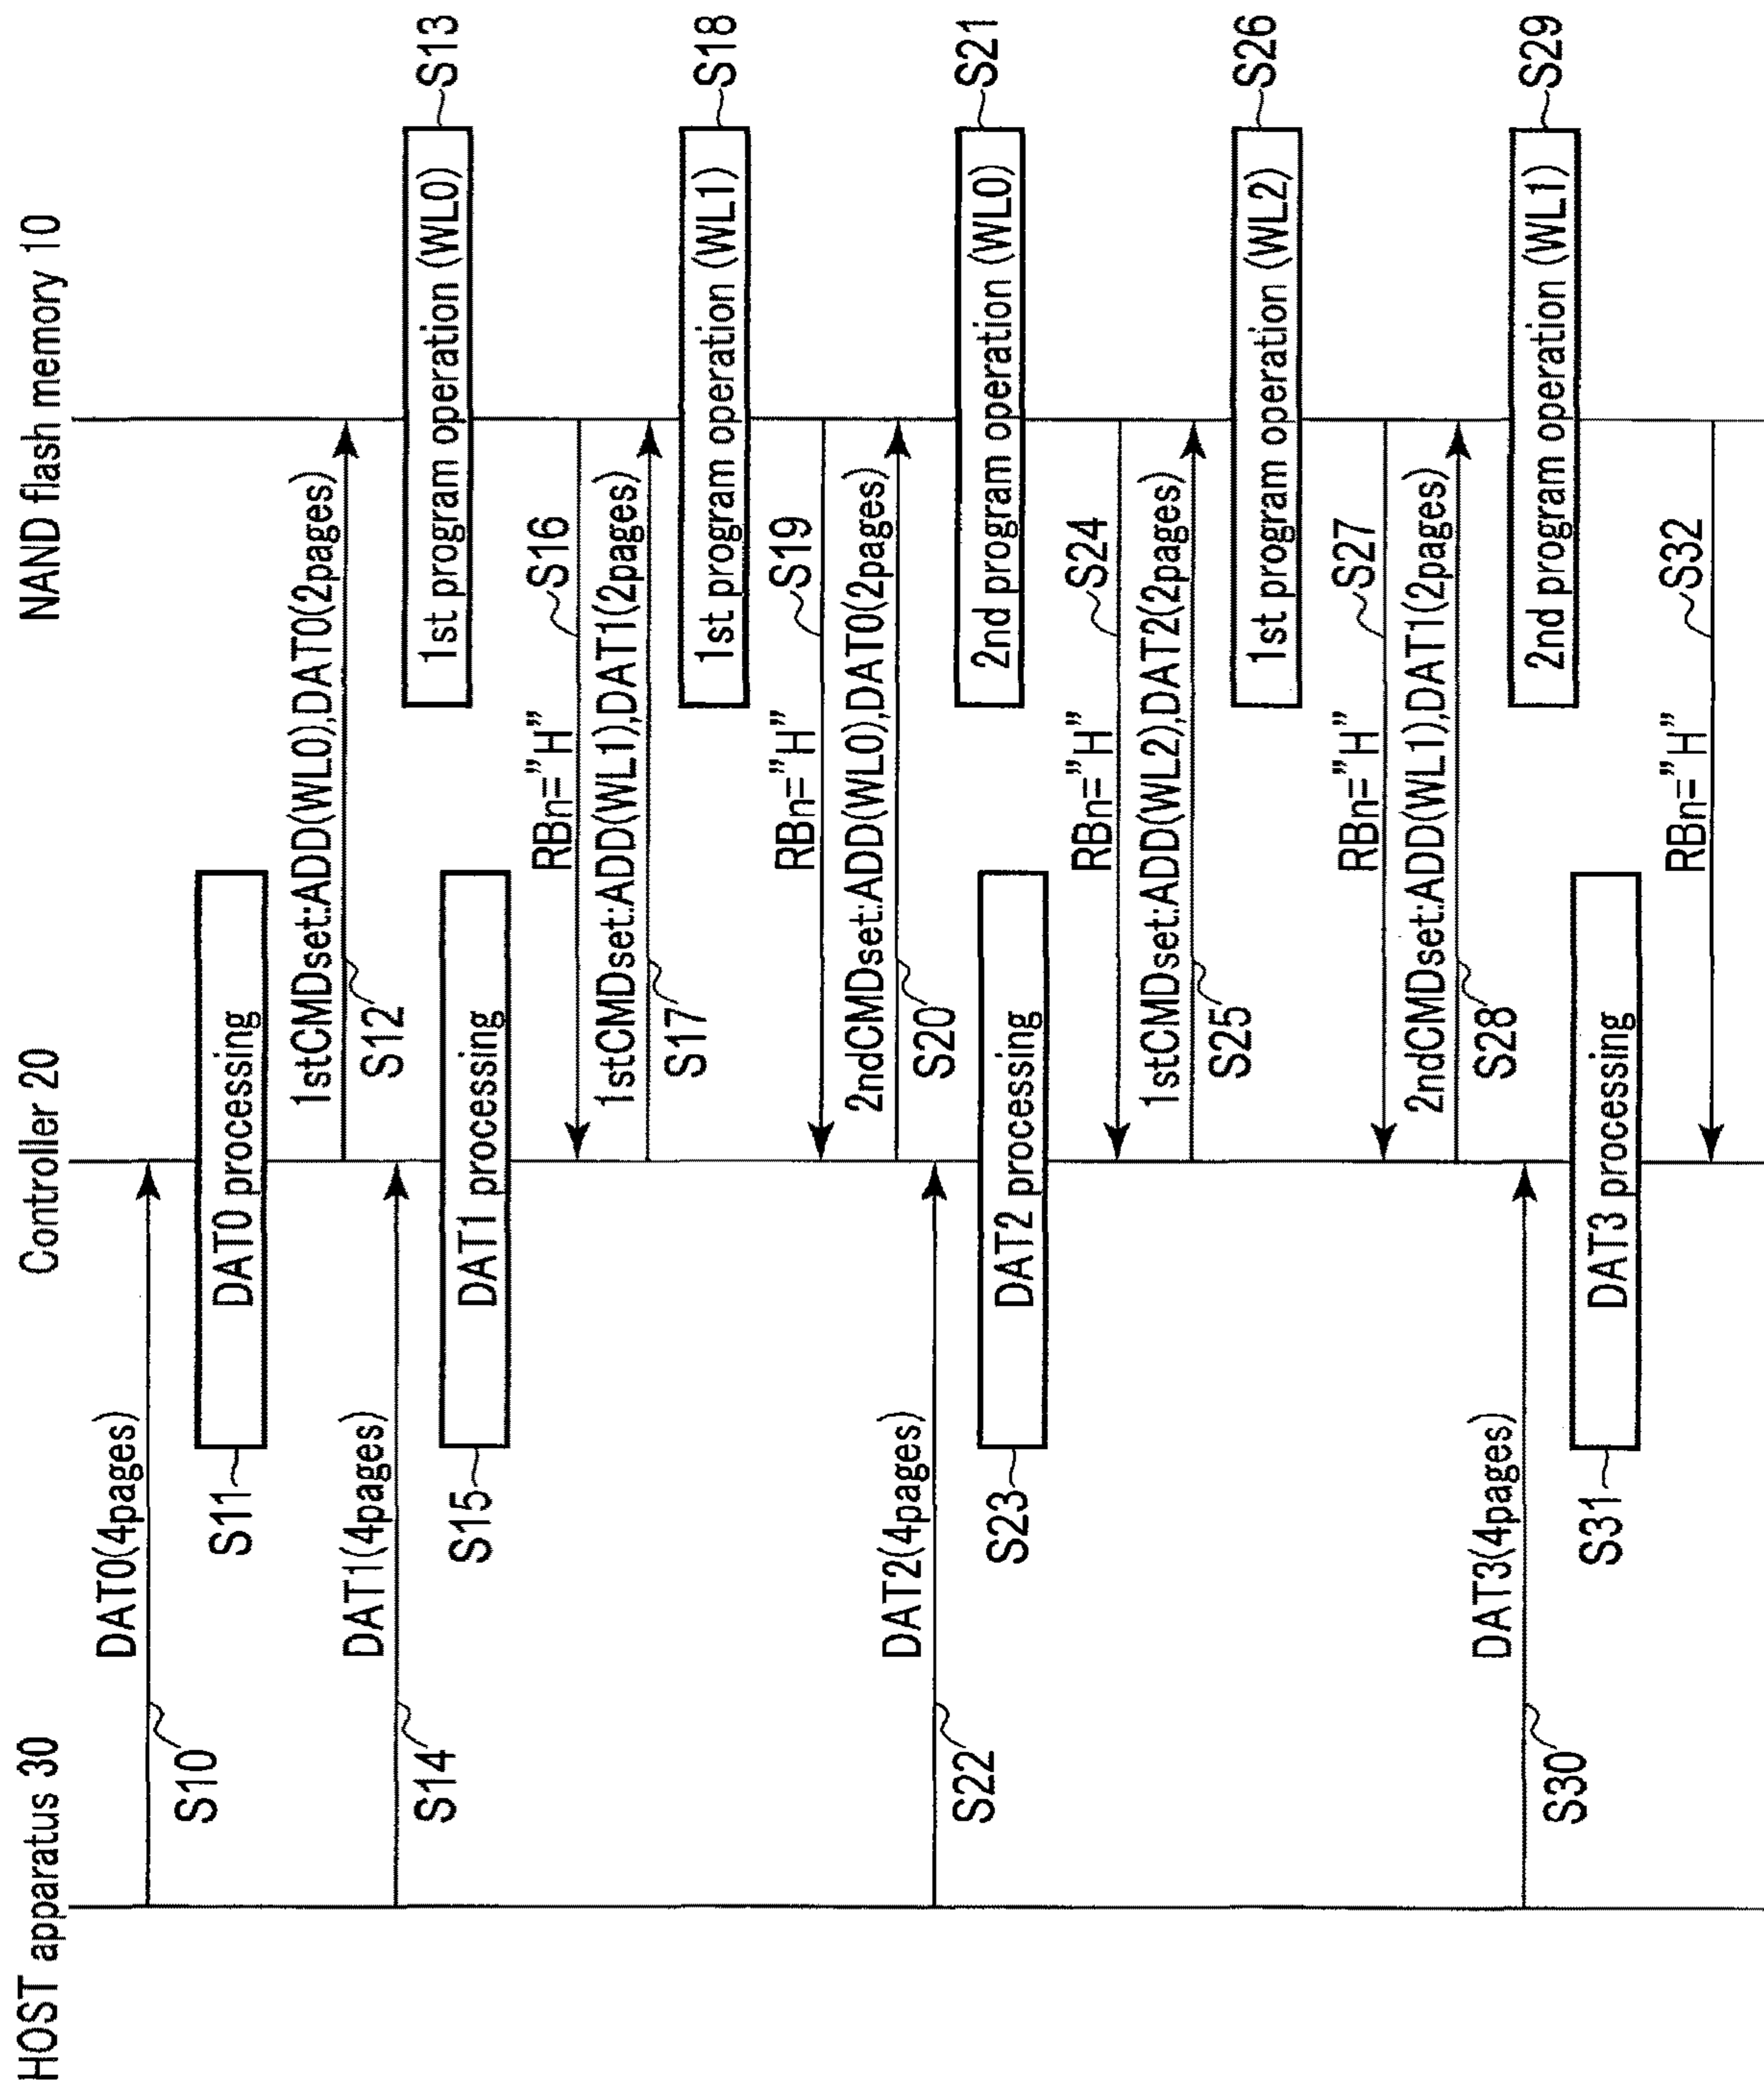 HOST apparatus 30
Controller 20
NAND flash memory 10
DAT0(4pages)
S10
S11
DAT0 processing
1stCMDset:ADD(WL0),DAT0(2pages)
S12
1st program operation (WL0)
S13
DAT1(4pages)
S14
S15
DAT1 processing
RBn="H"
S16
1stCMDset:ADD(WL1),DAT1(2pages)
S17
1st program operation (WL1)
S18
RBn="H"
S19
2ndCMDset:ADD(WL0),DAT0(2pages)
S20
2nd program operation (WL0)
S21
DAT2(4pages)
S22
S23
DAT2 processing
RBn="H"
S24
1stCMDset:ADD(WL2),DAT2(2pages)
S25
1st program operation (WL2)
S26
RBn="H"
S27
2ndCMDset:ADD(WL1),DAT1(2pages)
S28
2nd program operation (WL1)
S29
DAT3(4pages)
S30
S31
DAT3 processing
RBn="H"
S32